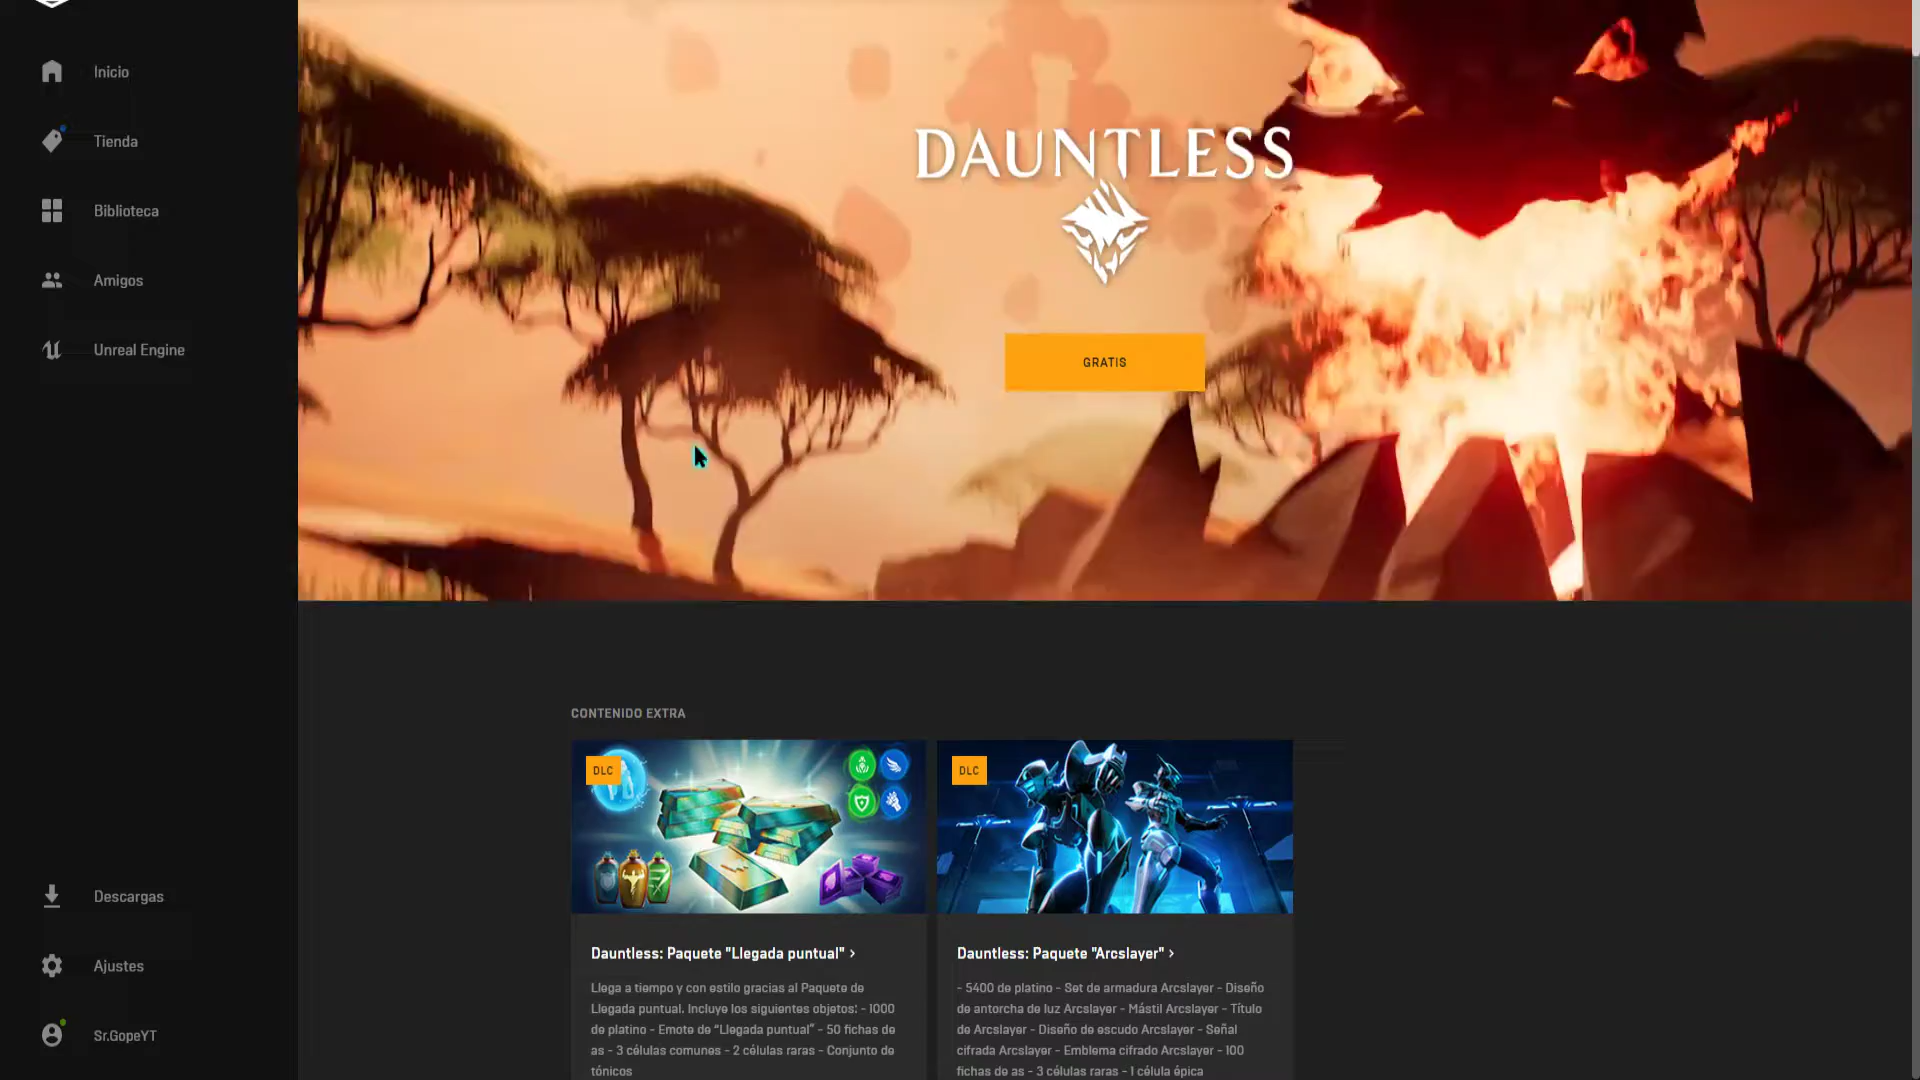 Inicio
Tienda
Biblioteca
Amigos
Unreal Engine
DAUNTLESS
GRATIS
CONTENIDO EXTRA
DLC
DLC
Dauntless: Paquete "Llegada puntual" ›
Llega a tiempo y con estilo gracias al Paquete de
Llegada puntual. Incluye los siguientes objetos: - 1000
de platino - Emote de “Llegada puntual” - 50 fichas de
as - 3 células comunes - 2 células raras - Conjunto de
tónicos
Dauntless: Paquete "Arcslayer" ›
- 5400 de platino - Set de armadura Arcslayer - Diseño
de antorcha de luz Arcslayer - Mástil Arcslayer - Título
de Arcslayer - Diseño de escudo Arcslayer - Señal
cifrada Arcslayer - Emblema cifrado Arcslayer - 100
fichas de as - 3 células raras - 1 célula épica
Descargas
Ajustes
Sr.GopeYT